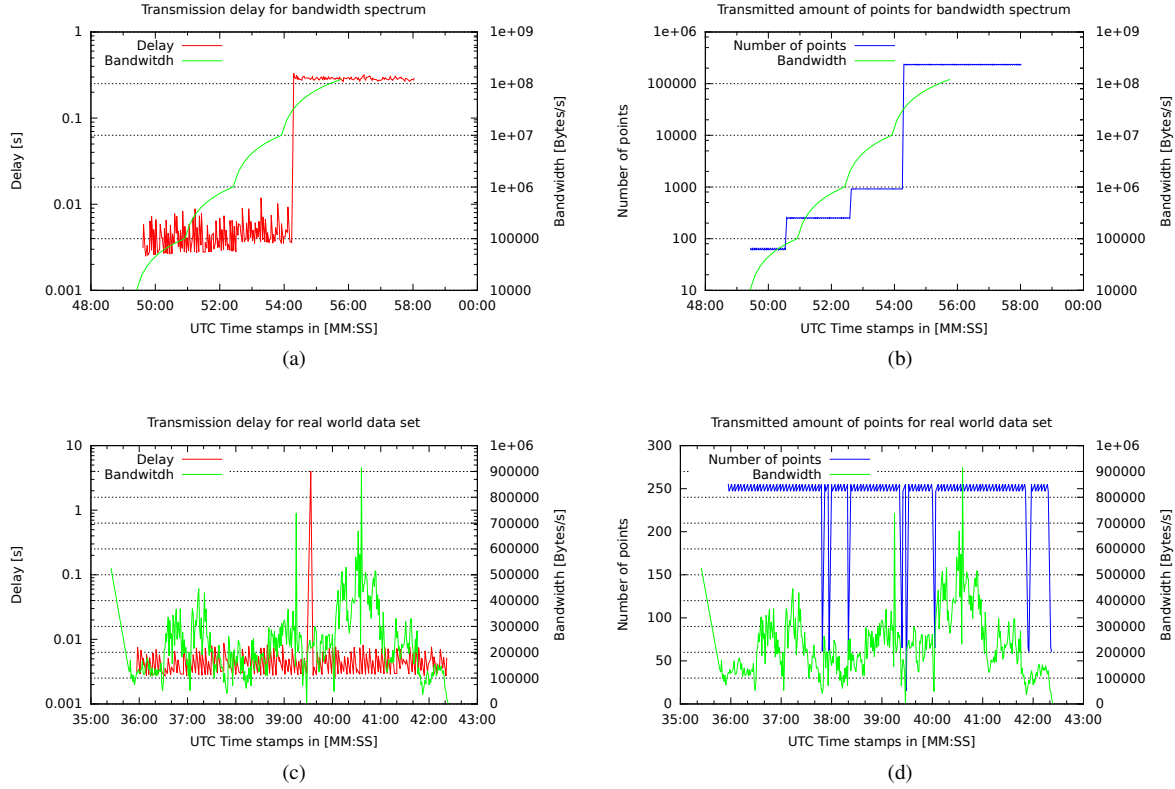 Transmission delay for bandwidth spectrum
1
0.1
0.01
0.001
Delay [s]
Delay
Bandwitdh
1e+09
1e+08
1e+07
1e+06
100000
10000
Bandwidth [Bytes/s]
48:00 50:00 52:00 54:00 56:00 58:00 00:00
UTC Time stamps in [MM:SS]
(a)
Transmitted amount of points for bandwidth spectrum
1e+06
100000
10000
1000
100
10
Number of points
Number of points
Bandwidth
1e+09
1e+08
1e+07
1e+06
100000
10000
Bandwidth [Bytes/s]
48:00 50:00 52:00 54:00 56:00 58:00 00:00
UTC Time stamps in [MM:SS]
(b)
Transmission delay for real world data set
10
1
0.1
0.01
0.001
Delay [s]
Delay
Bandwitdh
1e+06
900000
800000
700000
600000
500000
400000
300000
200000
100000
0
Bandwidth [Bytes/s]
35:00 36:00 37:00 38:00 39:00 40:00 41:00 42:00 43:00
UTC Time stamps in [MM:SS]
(c)
Transmitted amount of points for real world data set
300
250
200
150
100
50
0
Number of points
Number of points
Bandwidth
1e+06
900000
800000
700000
600000
500000
400000
300000
200000
100000
0
Bandwidth [Bytes/s]
35:00 36:00 37:00 38:00 39:00 40:00 41:00 42:00 43:00
UTC Time stamps in [MM:SS]
(d)